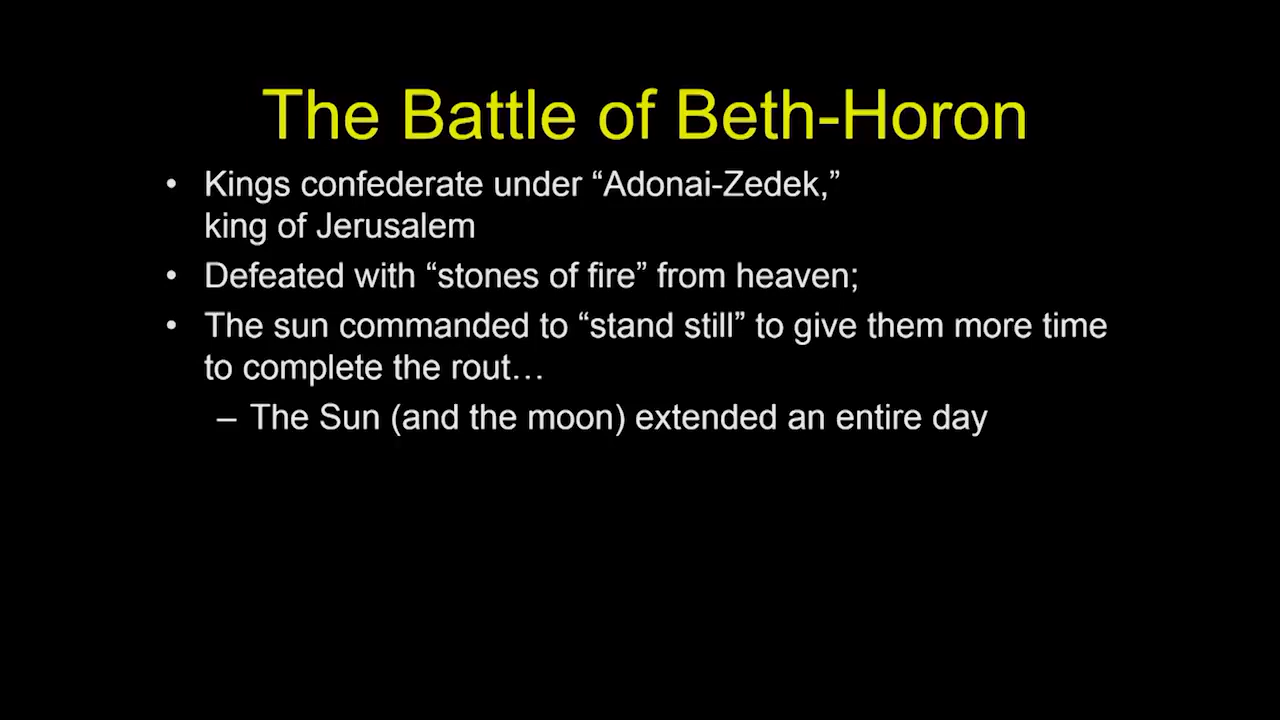 The Battle of Beth-Horon
• Kings confederate under “Adonai-Zedek,”
king of Jerusalem
• Defeated with “stones of fire” from heaven;
• The sun commanded to “stand still” to give them more time
to complete the rout…
– The Sun (and the moon) extended an entire day